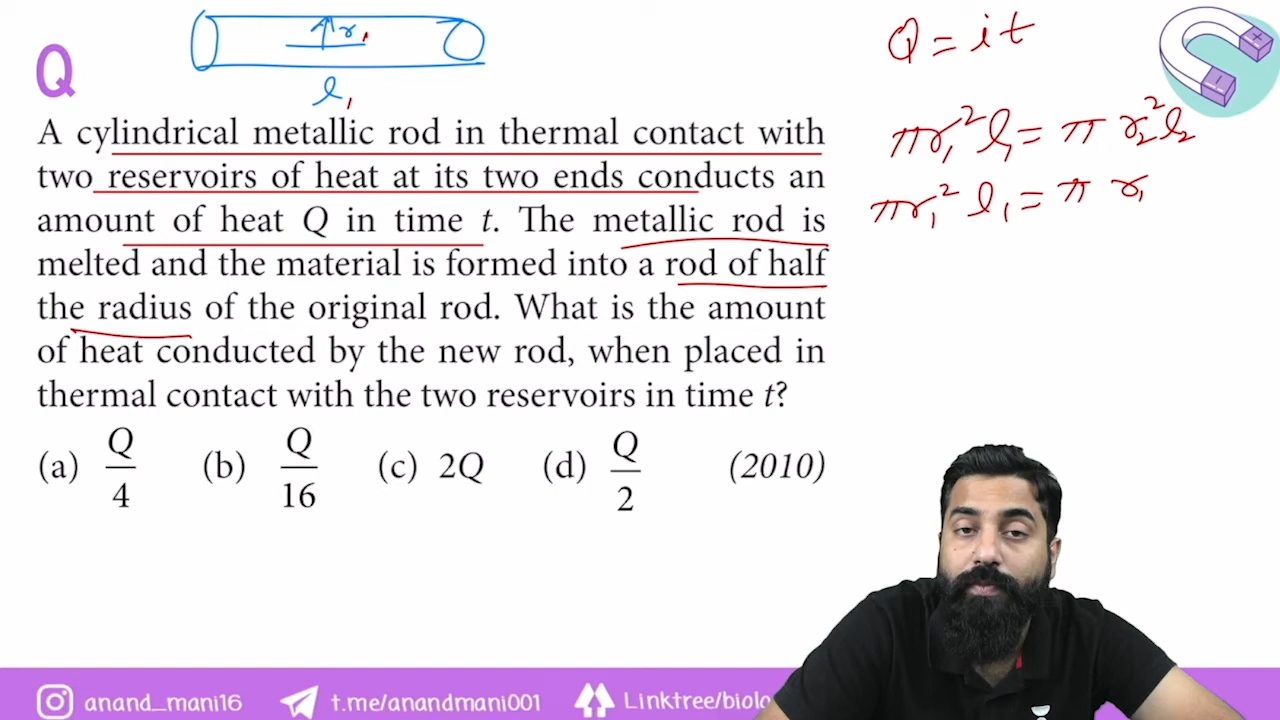 r₁
l₁
Q = it
πr₁²l₁ = πr₂²l₂
πr₁²l₁ = πr₁
+
-
Q
A cylindrical metallic rod in thermal contact with
two reservoirs of heat at its two ends conducts an
amount of heat Q in time t. The metallic rod is
melted and the material is formed into a rod of half
the radius of the original rod. What is the amount
of heat conducted by the new rod, when placed in
thermal contact with the two reservoirs in time t?
(a) Q/4 (b) Q/16 (c) 2Q (d) Q/2 (2010)
anand_mani16 t.me/anandmani001 Linktree/biolo